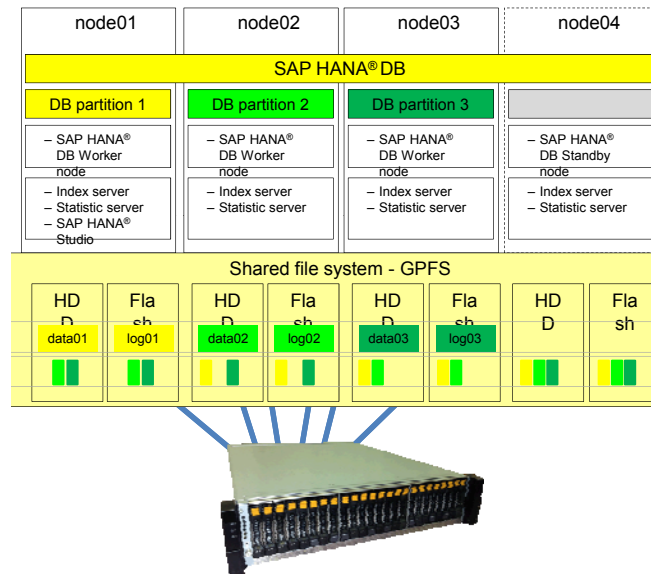 node01 node02 node03 node04
SAP HANA® DB
DB partition 1 DB partition 2 DB partition 3
– SAP HANA® – SAP HANA® – SAP HANA® – SAP HANA®
DB Worker DB Worker DB Worker DB Standby
node node node node
– Index server – Index server – Index server – Index server
– Statistic server – Statistic server – Statistic server – Statistic server
– SAP HANA®
Studio
Shared file system - GPFS
HD Fla HD Fla HD Fla HD Fla
D sh D sh D sh D sh
data01 log01 data02 log02 data03 log03